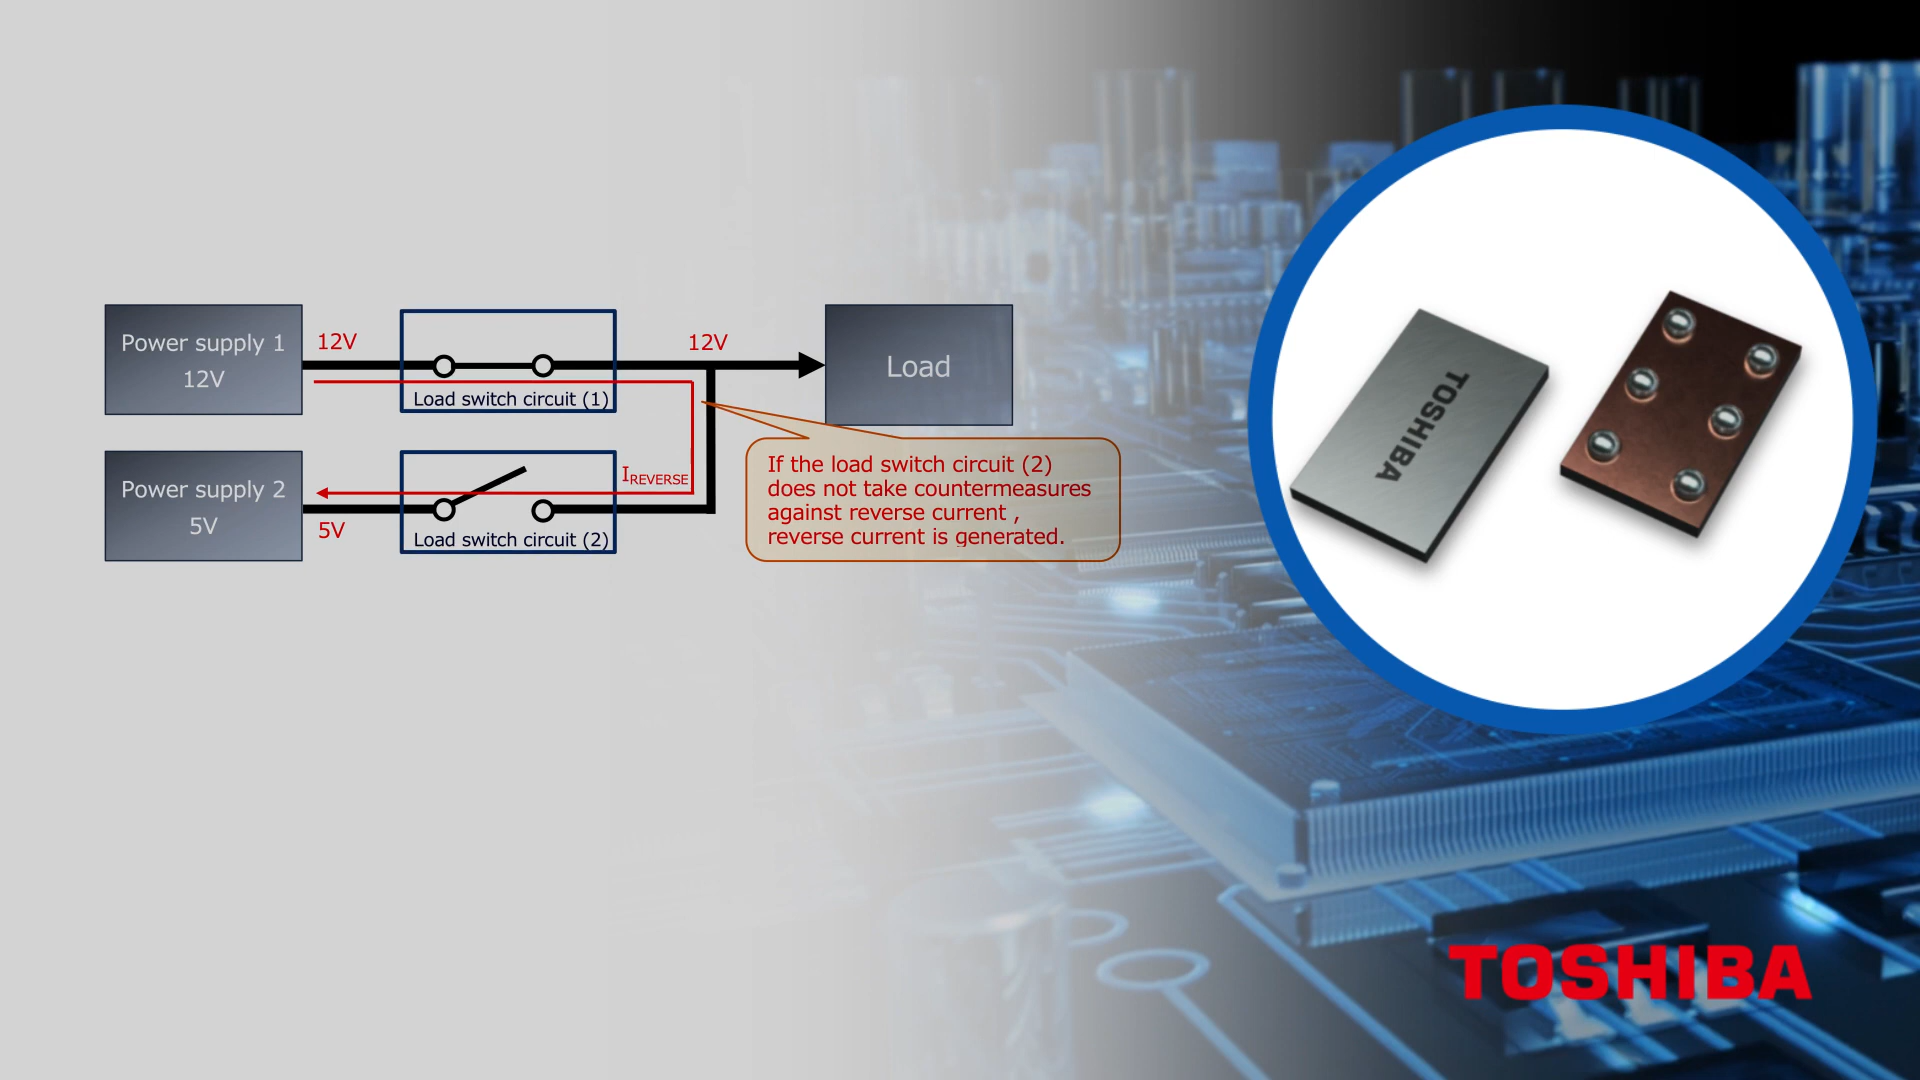 Power supply 1
12V
12V
12V
Load switch circuit (1)
Load
Power supply 2
5V
5V
IREVERSE
Load switch circuit (2)
If the load switch circuit (2)
does not take countermeasures
against reverse current ,
reverse current is generated.
TOSHIBA
TOSHIBA